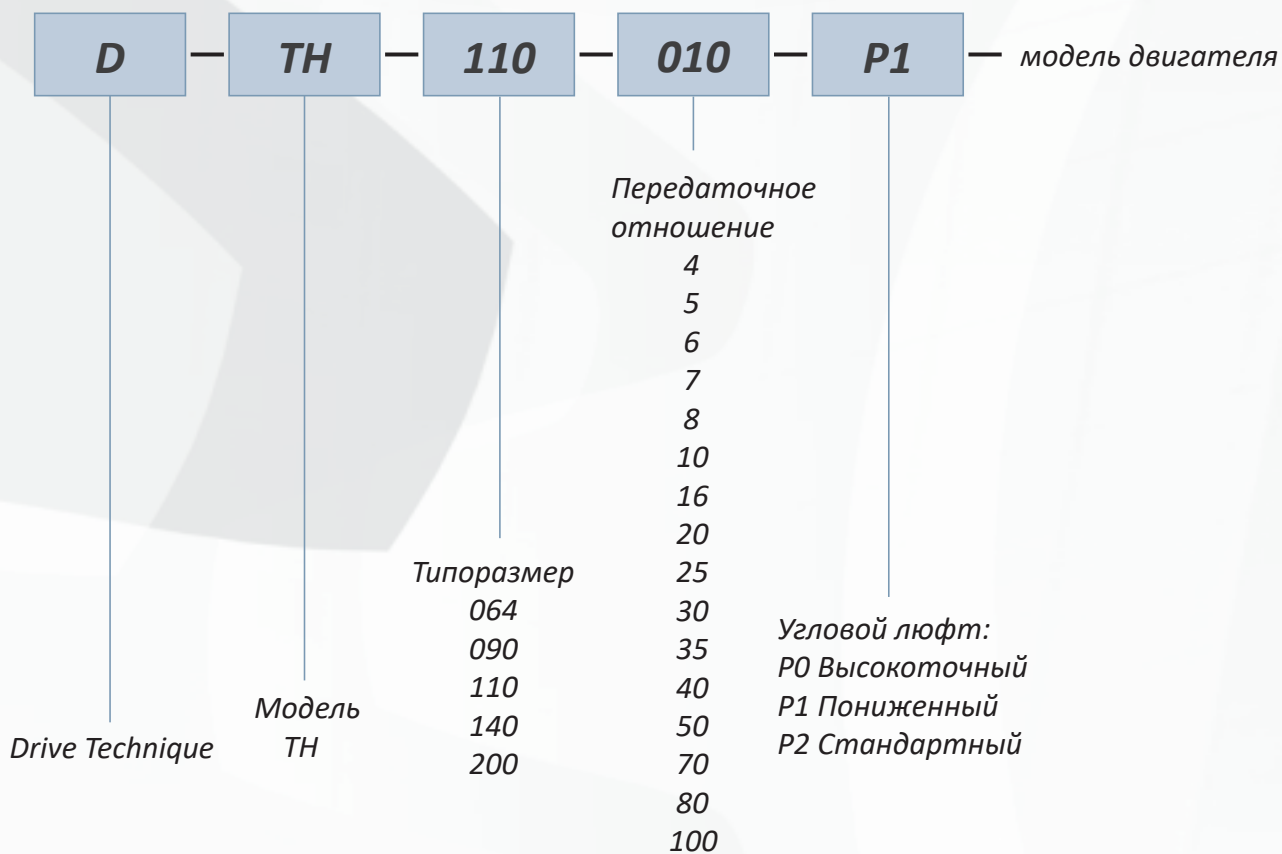 D — TH — 110 — 010 — P1 — модель двигателя
Передаточное
отношение
4
5
6
7
8
10
16
20
25
30
35
40
50
70
80
100
Типоразмер
064
090
110
140
200
Угловой люфт:
P0 Высокоточный
P1 Пониженный
P2 Стандартный
Модель
TH
Drive Technique